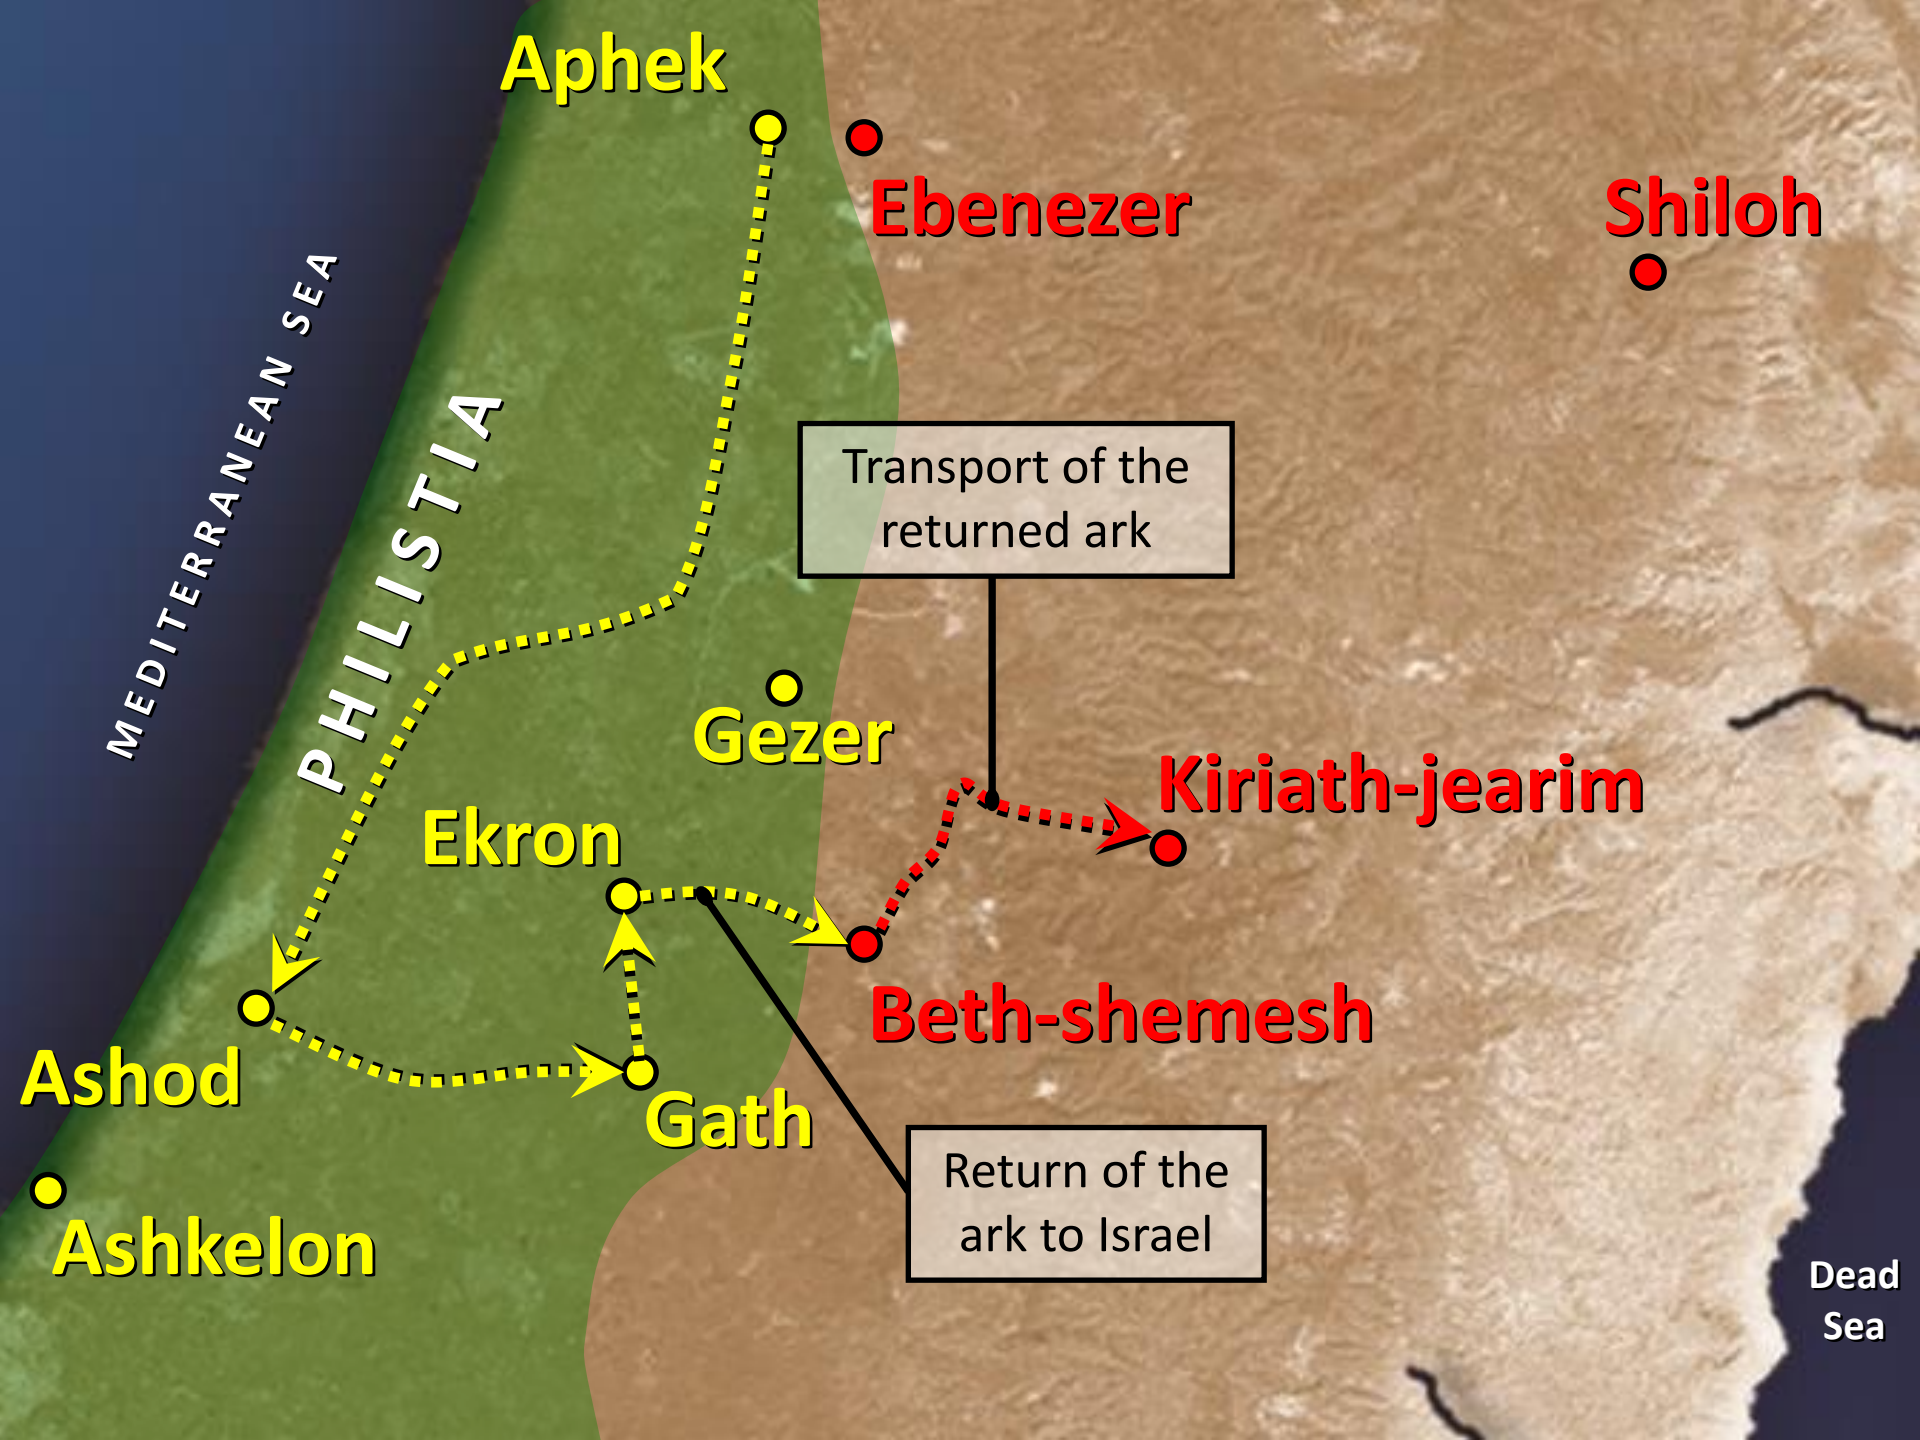 Aphek
Ebenezer
Shiloh
MEDITERRANEAN SEA
PHILISTIA
Transport of the
returned ark
Gezer
Kiriath-jearim
Ekron
Beth-shemesh
Ashod
Gath
Return of the
ark to Israel
Ashkelon
Dead
Sea